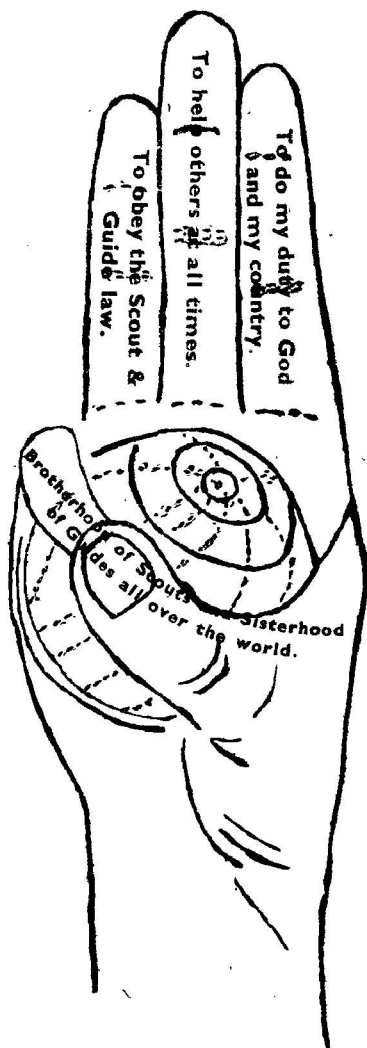 To do my duty to God
and my country.
To help others at all times.
To obey the Scout &
Guide law.
Brotherhood of Scouts Sisterhood
of Guides all over the world.